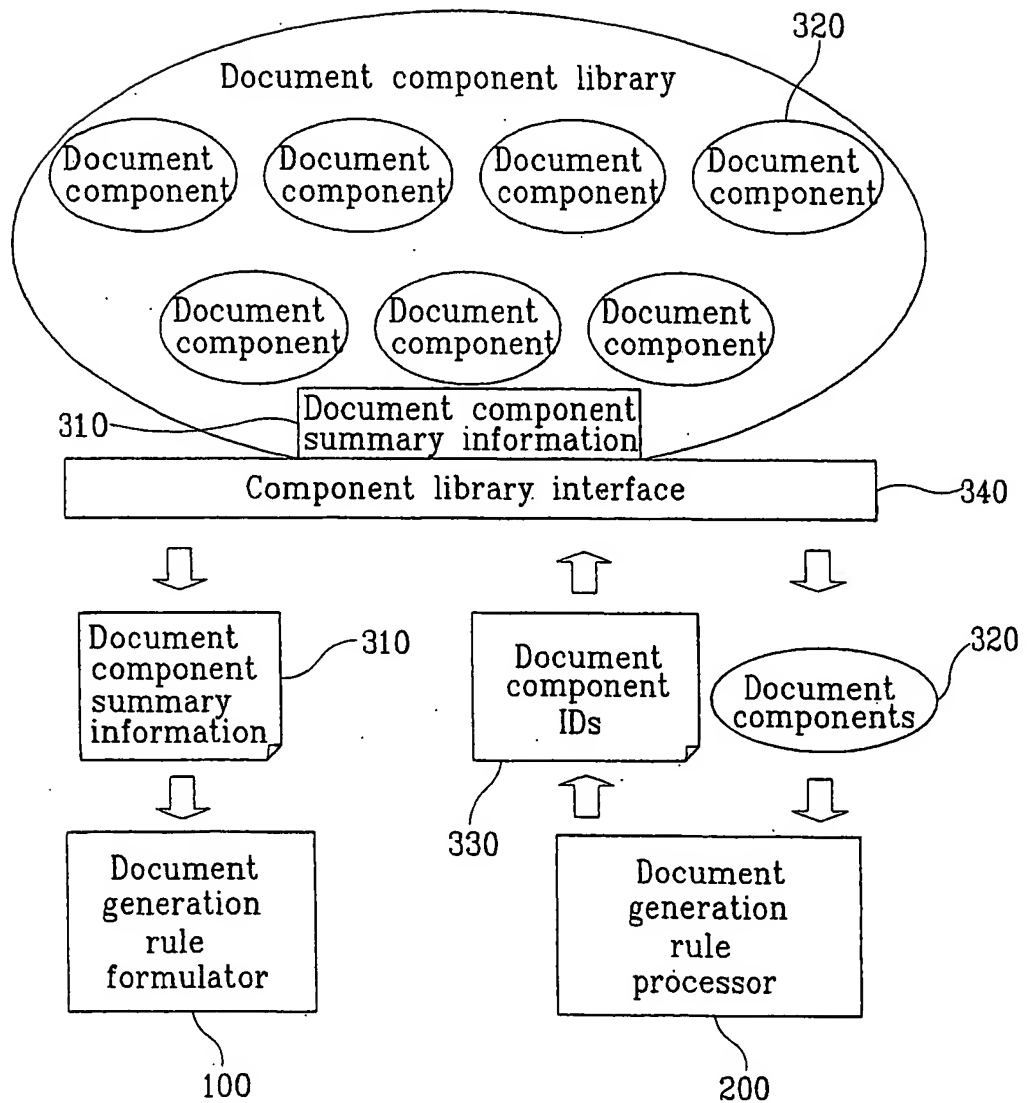 320
Document component library
Document
component
Document
component
Document
component
Document
component
Document
component
Document
component
Document
component
310
Document component
summary information
Component library interface
340
Document
component
summary
information
310
Document
component
IDs
330
320
Document
components
Document
generation
rule
formulator
100
Document
generation
rule
processor
200